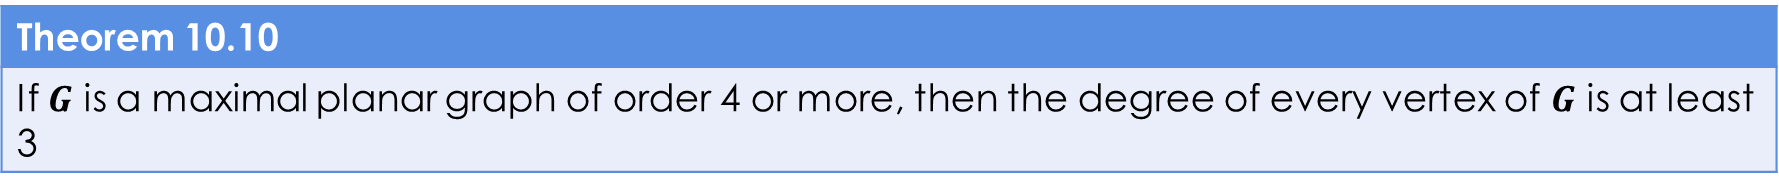 Theorem 10.10
If G is a maximal planar graph of order 4 or more, then the degree of every vertex of G is at least
3